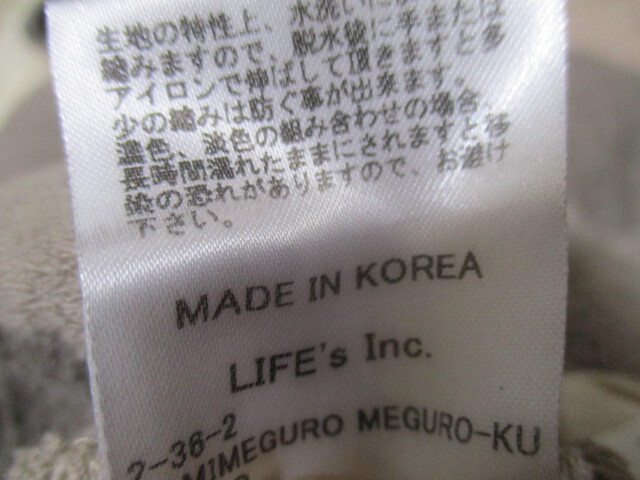 生地の特性上、水洗いに
縮みますので、脱水後に手または
アイロンで伸ばして頂きますと多
少の縮みは防ぐ事が出来ます。
濃色、淡色の組み合わせの場合、
長時間濡れたままにされますと移
染の恐れがありますので、お避け
下さい。
MADE IN KOREA
LIFE's Inc.
2-36-2
MIMEGURO MEGURO-KU